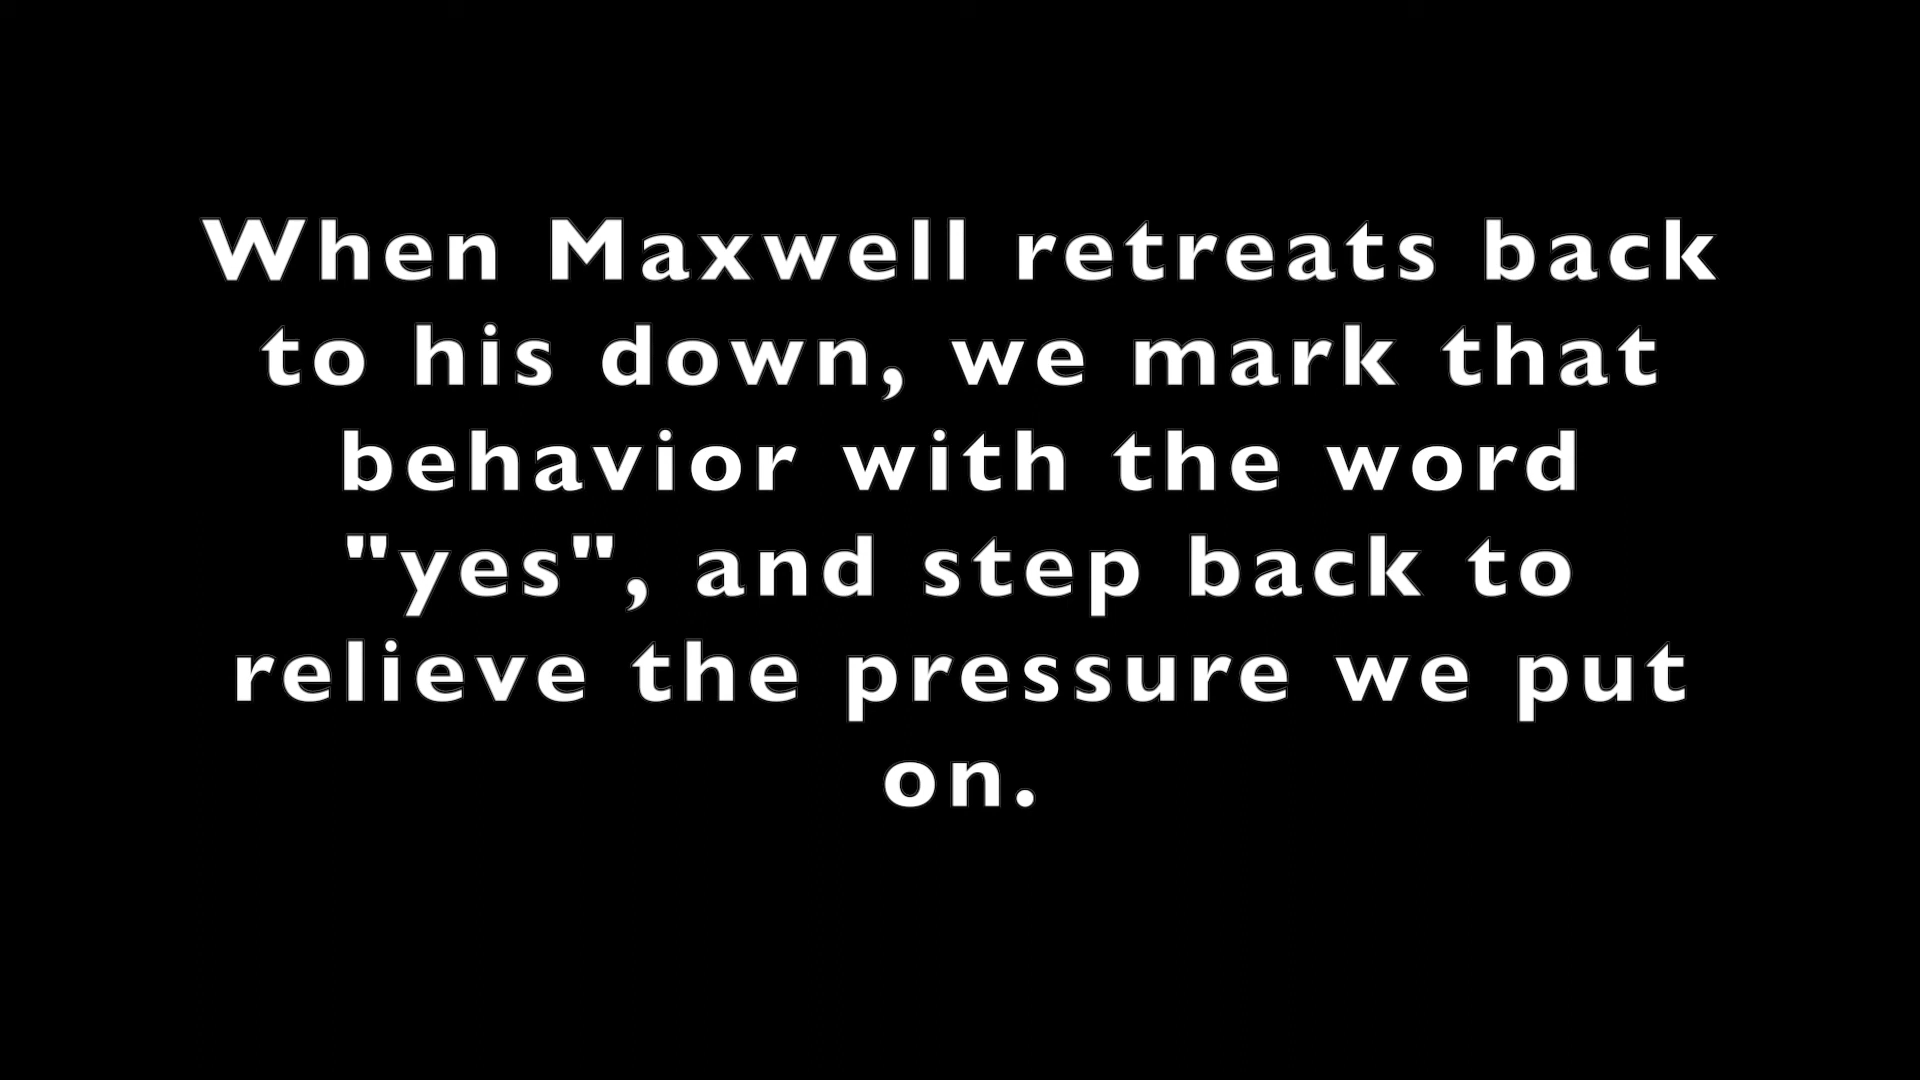 When Maxwell retreats back
to his down, we mark that
behavior with the word
"yes", and step back to
relieve the pressure we put
on.